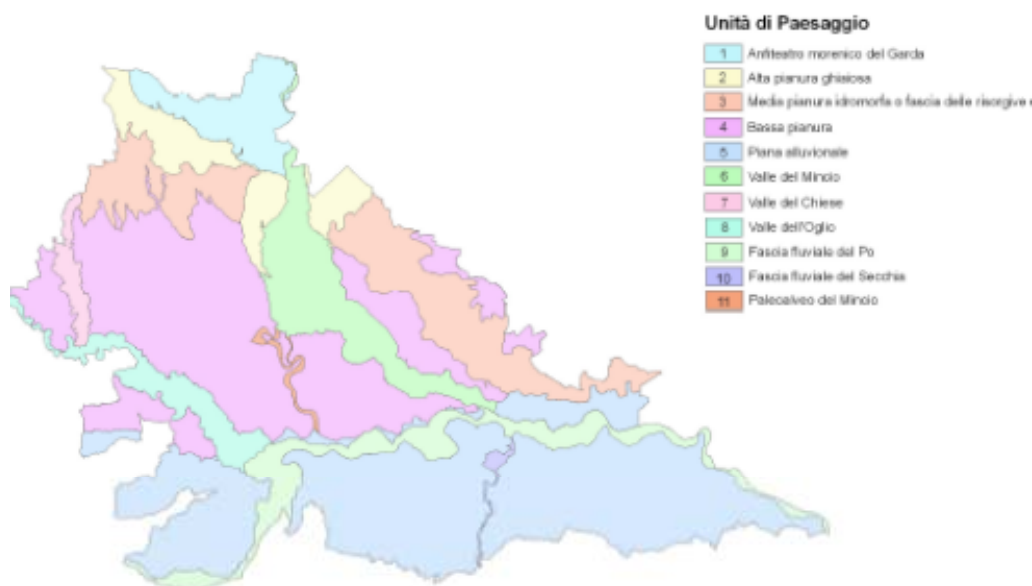 Unità di Paesaggio
1 Anfiteatro morenico del Garda
2 Alta pianura ghiaiosa
3 Media pianura idromorfa o fascia delle risorgive e
4 Bassa pianura
5 Piana alluvionale
6 Valle del Mincio
7 Valle del Chiese
8 Valle dell'Oglio
9 Fascia fluviale del Po
10 Fascia fluviale del Secchia
11 Paleoalveo del Mincio